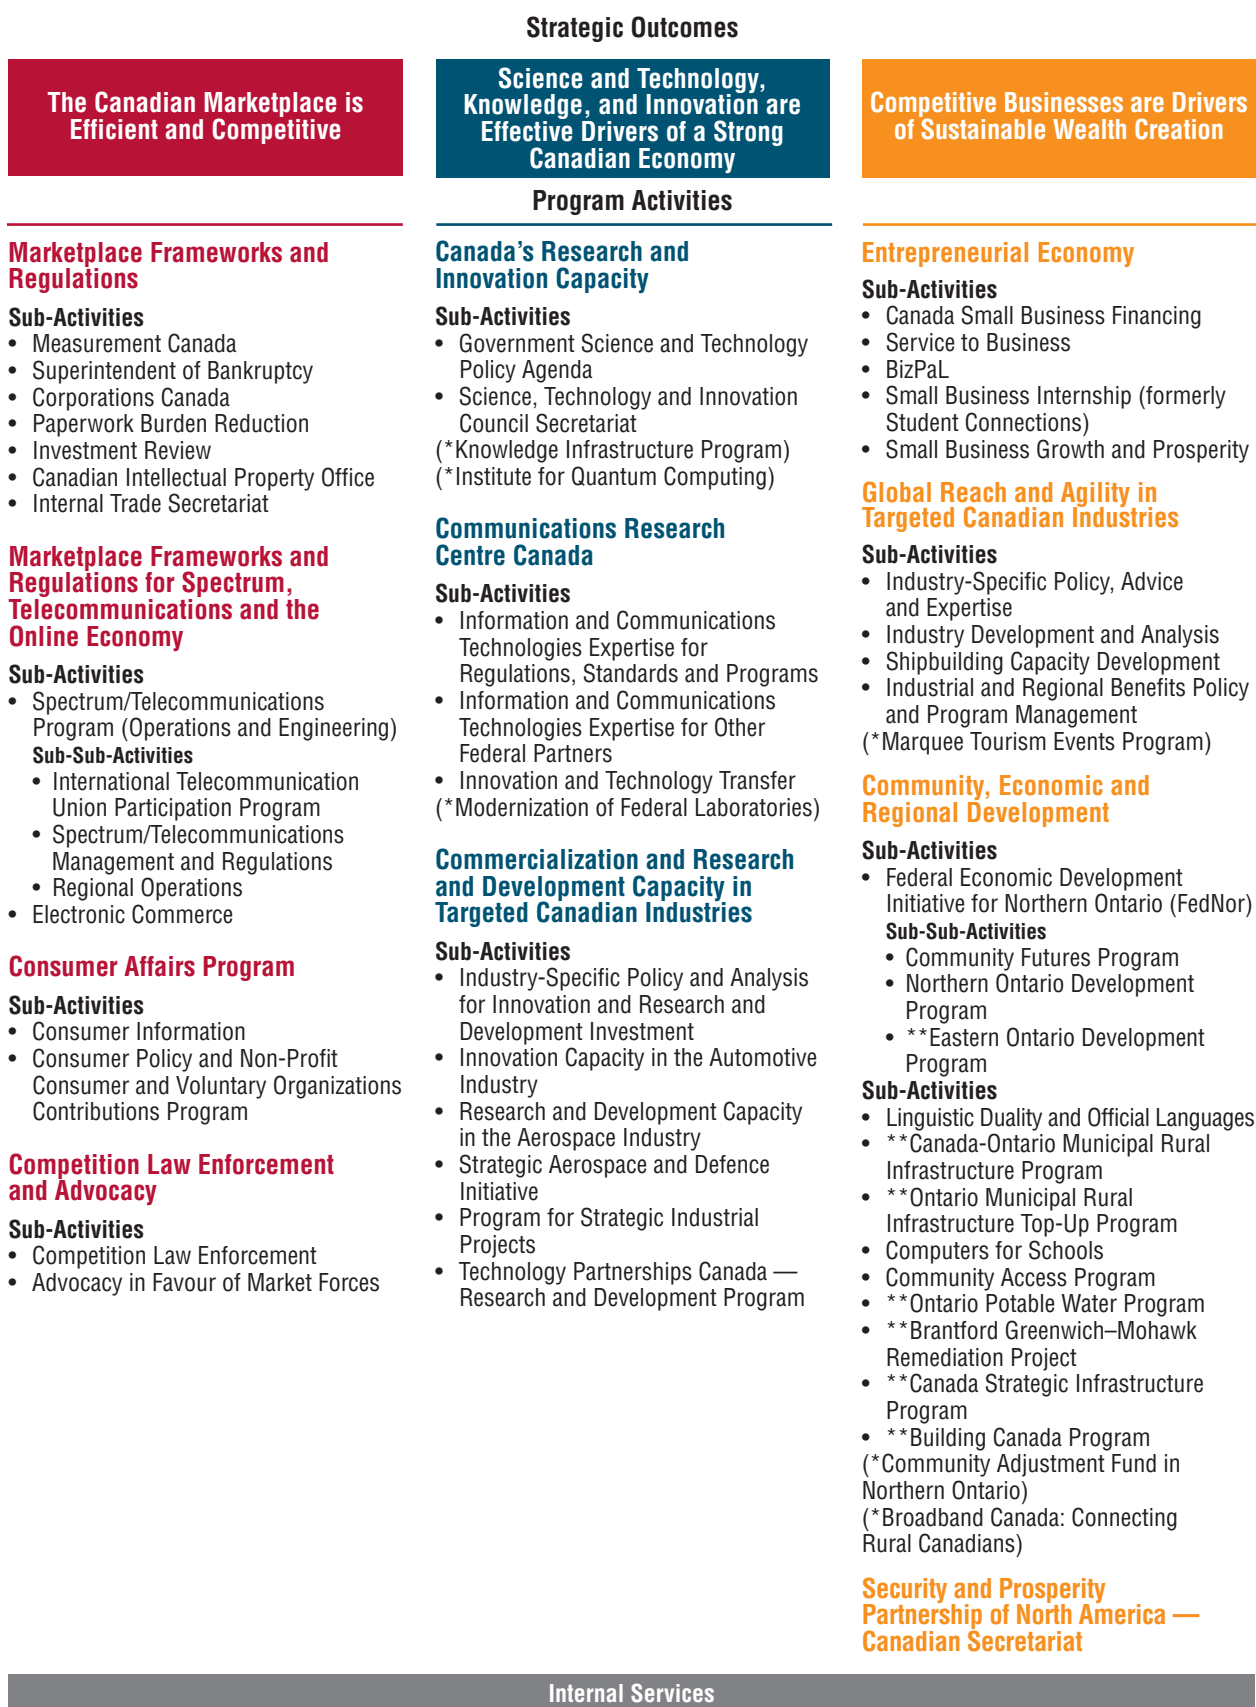 Strategic Outcomes
The Canadian Marketplace is
Efficient and Competitive
Science and Technology,
Knowledge, and Innovation are
Effective Drivers of a Strong
Canadian Economy
Competitive Businesses are Drivers
of Sustainable Wealth Creation
Program Activities
Marketplace Frameworks and
Regulations
Sub-Activities
• Measurement Canada
• Superintendent of Bankruptcy
• Corporations Canada
• Paperwork Burden Reduction
• Investment Review
• Canadian Intellectual Property Office
• Internal Trade Secretariat
Marketplace Frameworks and
Regulations for Spectrum,
Telecommunications and the
Online Economy
Sub-Activities
• Spectrum/Telecommunications
Program (Operations and Engineering)
Sub-Sub-Activities
• International Telecommunication
Union Participation Program
• Spectrum/Telecommunications
Management and Regulations
• Regional Operations
• Electronic Commerce
Consumer Affairs Program
Sub-Activities
• Consumer Information
• Consumer Policy and Non-Profit
Consumer and Voluntary Organizations
Contributions Program
Competition Law Enforcement
and Advocacy
Sub-Activities
• Competition Law Enforcement
• Advocacy in Favour of Market Forces
Canada's Research and
Innovation Capacity
Sub-Activities
• Government Science and Technology
Policy Agenda
• Science, Technology and Innovation
Council Secretariat
(*Knowledge Infrastructure Program)
(*Institute for Quantum Computing)
Communications Research
Centre Canada
Sub-Activities
• Information and Communications
Technologies Expertise for
Regulations, Standards and Programs
• Information and Communications
Technologies Expertise for Other
Federal Partners
• Innovation and Technology Transfer
(*Modernization of Federal Laboratories)
Commercialization and Research
and Development Capacity in
Targeted Canadian Industries
Sub-Activities
• Industry-Specific Policy and Analysis
for Innovation and Research and
Development Investment
• Innovation Capacity in the Automotive
Industry
• Research and Development Capacity
in the Aerospace Industry
• Strategic Aerospace and Defence
Initiative
• Program for Strategic Industrial
Projects
• Technology Partnerships Canada —
Research and Development Program
Entrepreneurial Economy
Sub-Activities
• Canada Small Business Financing
• Service to Business
• BizPaL
• Small Business Internship (formerly
Student Connections)
• Small Business Growth and Prosperity
Global Reach and Agility in
Targeted Canadian Industries
Sub-Activities
• Industry-Specific Policy, Advice
and Expertise
• Industry Development and Analysis
• Shipbuilding Capacity Development
• Industrial and Regional Benefits Policy
and Program Management
(*Marquee Tourism Events Program)
Community, Economic and
Regional Development
Sub-Activities
• Federal Economic Development
Initiative for Northern Ontario (FedNor)
Sub-Sub-Activities
• Community Futures Program
• Northern Ontario Development
Program
• **Eastern Ontario Development
Program
Sub-Activities
• Linguistic Duality and Official Languages
• **Canada-Ontario Municipal Rural
Infrastructure Program
• **Ontario Municipal Rural
Infrastructure Top-Up Program
• Computers for Schools
• Community Access Program
• **Ontario Potable Water Program
• **Brantford Greenwich–Mohawk
Remediation Project
• **Canada Strategic Infrastructure
Program
• **Building Canada Program
(*Community Adjustment Fund in
Northern Ontario)
(*Broadband Canada: Connecting
Rural Canadians)
Security and Prosperity
Partnership of North America —
Canadian Secretariat
Internal Services